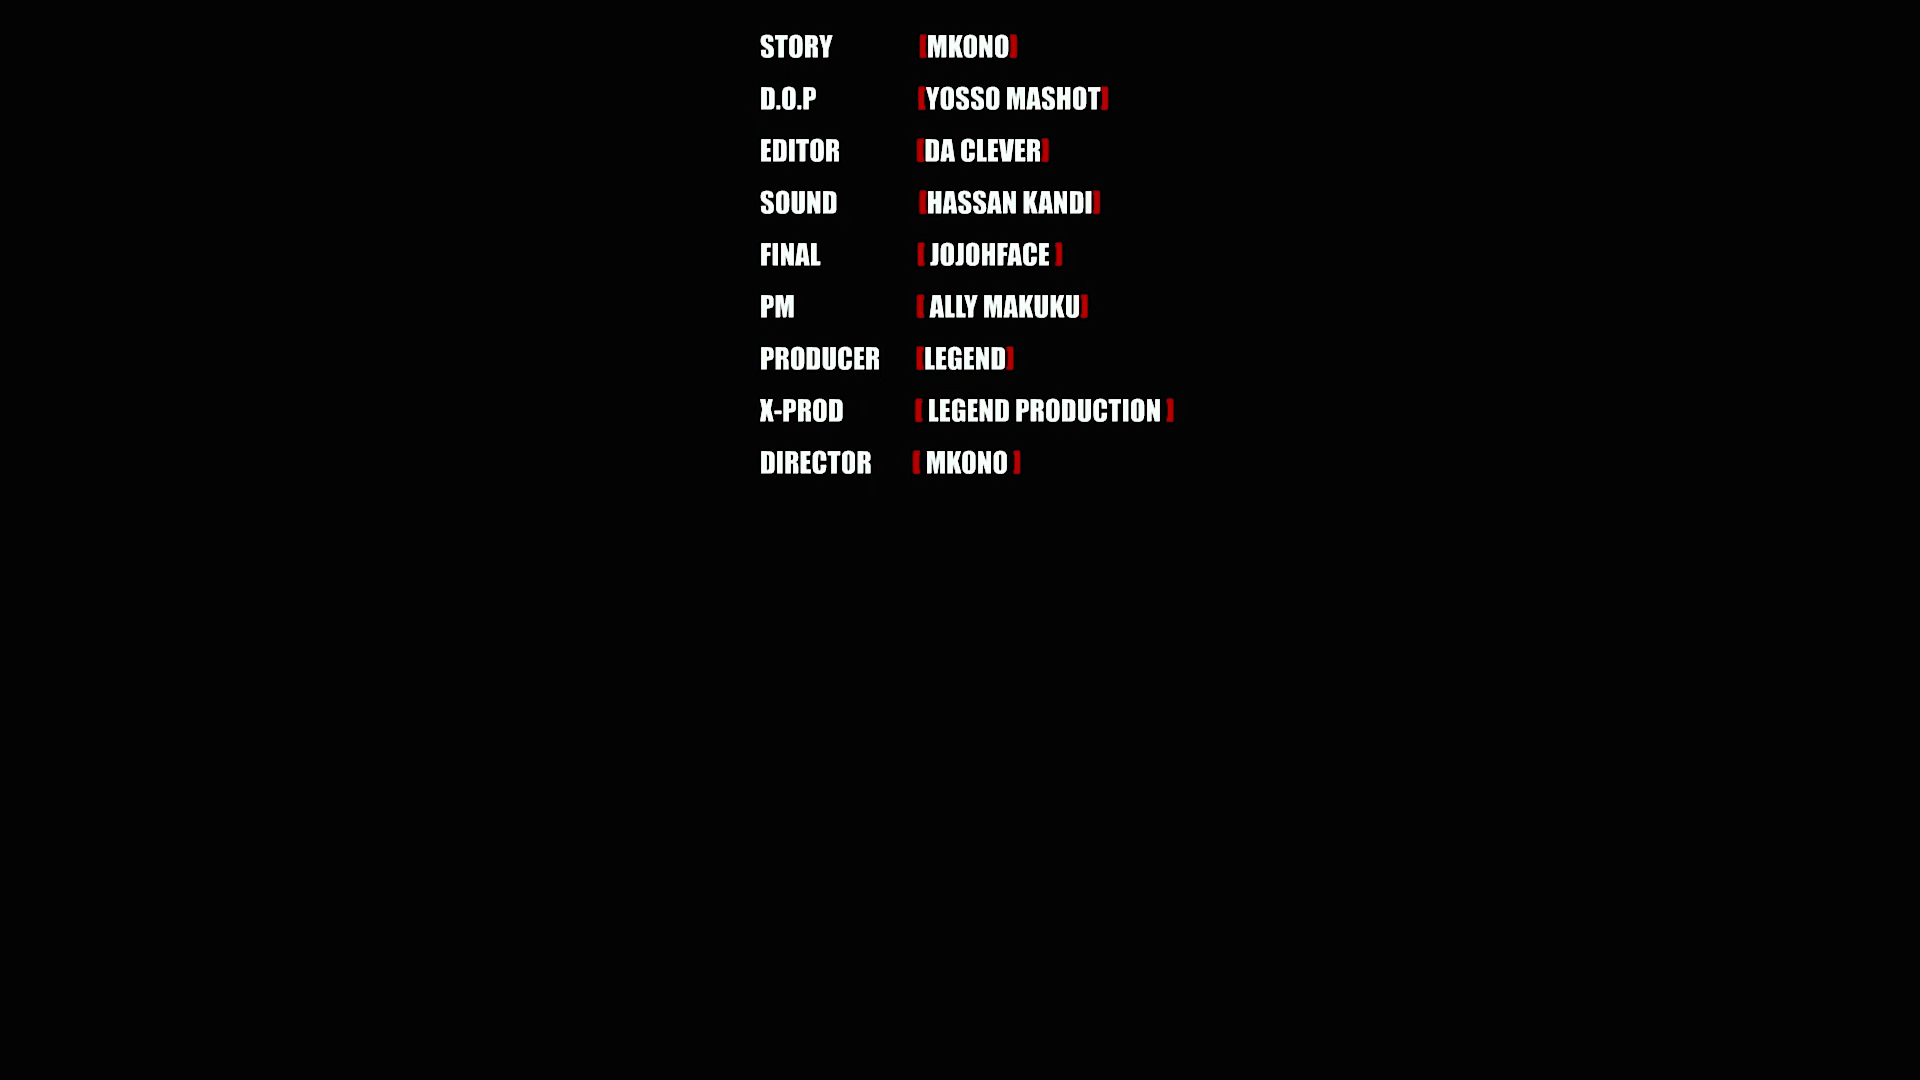 STORY [MKONO]
D.O.P [YOSSO MASHOT]
EDITOR [DA CLEVER]
SOUND [HASSAN KANDI]
FINAL [ JOJOHFACE ]
PM [ ALLY MAKUKU]
PRODUCER [LEGEND]
X-PROD [ LEGEND PRODUCTION ]
DIRECTOR [ MKONO ]